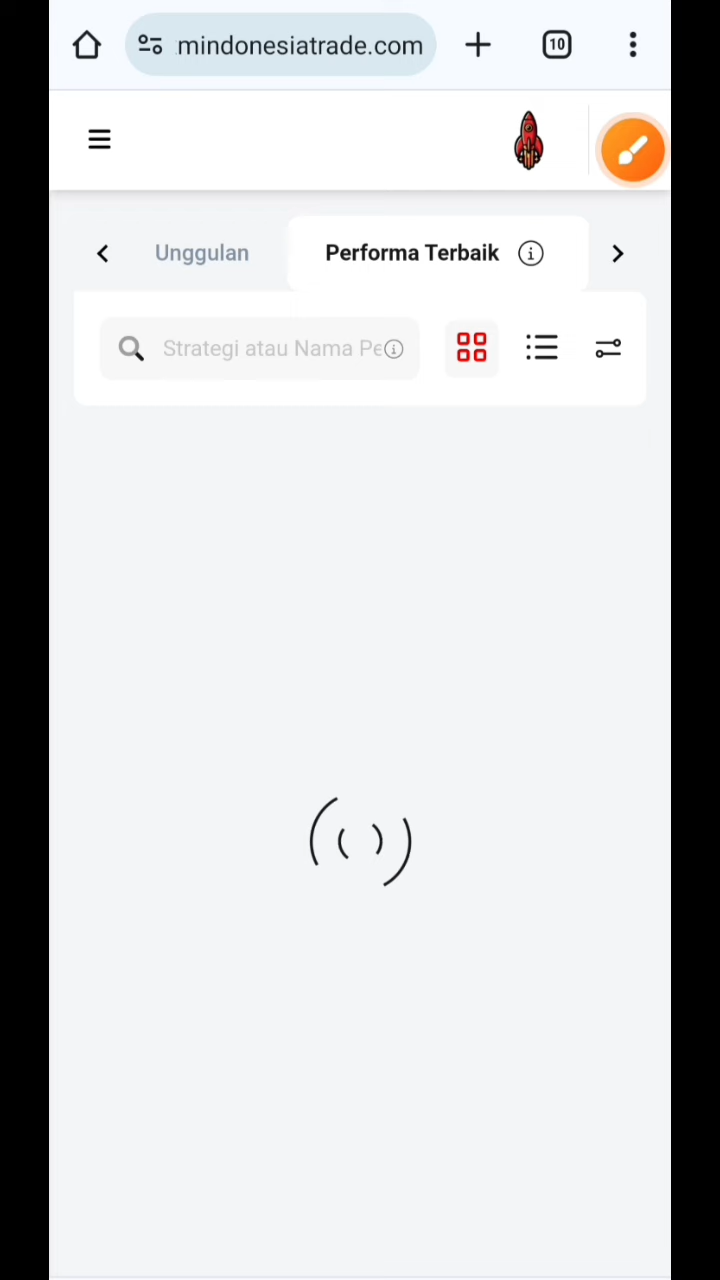 mindonesiatrade.com
10
Unggulan
Performa Terbaik
Strategi atau Nama Pe